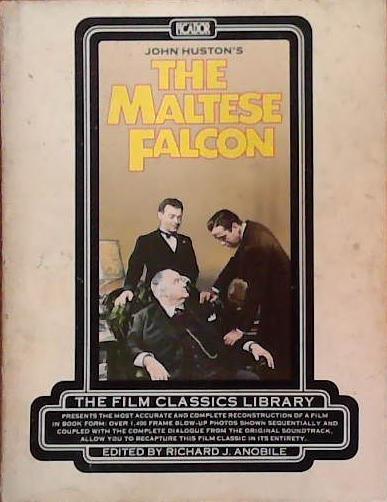 PICADOR
JOHN HUSTON'S
THE
MALTESE
FALCON
THE FILM CLASSICS LIBRARY
PRESENTS THE MOST ACCURATE AND COMPLETE RECONSTRUCTION OF A FILM
IN BOOK FORM: OVER 1,400 FRAME BLOW-UP PHOTOS SHOWN SEQUENTIALLY AND
COUPLED WITH THE COMPLETE DIALOGUE FROM THE ORIGINAL SOUNDTRACK,
ALLOW YOU TO RECAPTURE THIS FILM CLASSIC IN ITS ENTIRETY.
EDITED BY RICHARD J. ANOBILE